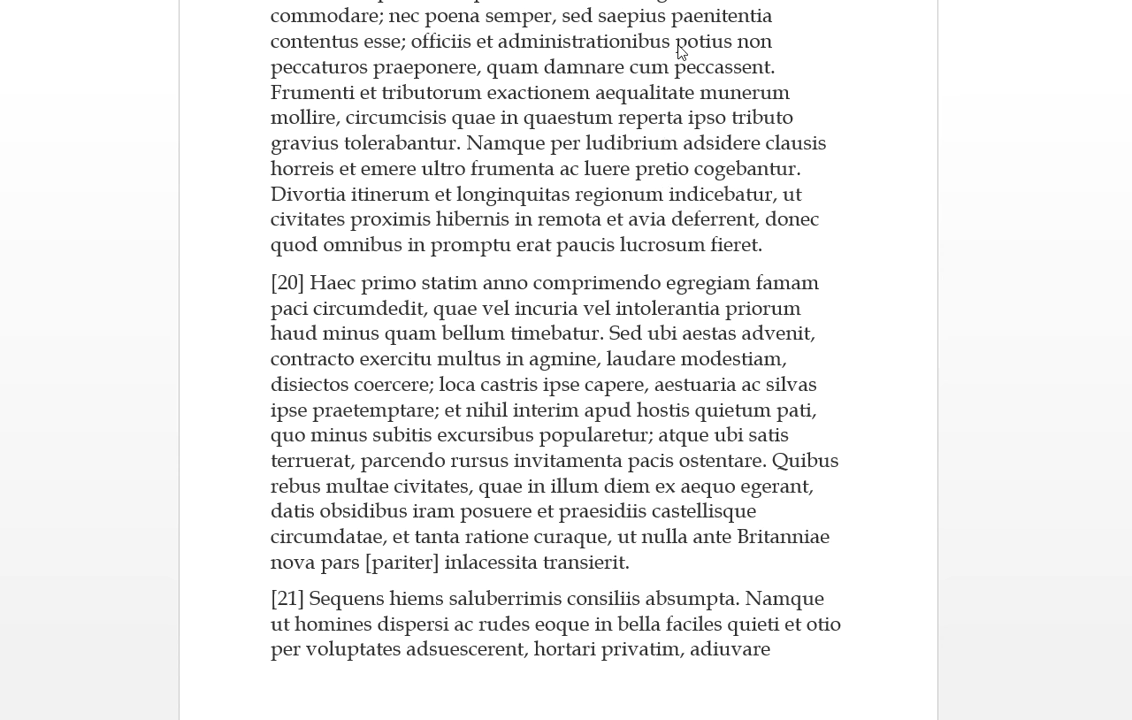 commodare; nec poena semper, sed saepius paenitentia
contentus esse; officiis et administrationibus potius non
peccaturos praeponere, quam damnare cum peccassent.
Frumenti et tributorum exactionem aequalitate munerum
mollire, circumcisis quae in quaestum reperta ipso tributo
gravius tolerabantur. Namque per ludibrium adsidere clausis
horreis et emere ultro frumenta ac luere pretio cogebantur.
Divortia itinerum et longinquitas regionum indicebatur, ut
civitates proximis hibernis in remota et avia deferrent, donec
quod omnibus in promptu erat paucis lucrosum fieret.
[20] Haec primo statim anno comprimendo egregiam famam
paci circumdedit, quae vel incuria vel intolerantia priorum
haud minus quam bellum timebatur. Sed ubi aestas advenit,
contracto exercitu multus in agmine, laudare modestiam,
disiectos coercere; loca castris ipse capere, aestuaria ac silvas
ipse praetemptare; et nihil interim apud hostis quietum pati,
quo minus subitis excursibus popularetur; atque ubi satis
terruerat, parcendo rursus invitamenta pacis ostentare. Quibus
rebus multae civitates, quae in illum diem ex aequo egerant,
datis obsidibus iram posuere et praesidiis castellisque
circumdatae, et tanta ratione curaque, ut nulla ante Britanniae
nova pars [pariter] inlacessita transierit.
[21] Sequens hiems saluberrimis consiliis absumpta. Namque
ut homines dispersi ac rudes eoque in bella faciles quieti et otio
per voluptates adsuescerent, hortari privatim, adiuvare